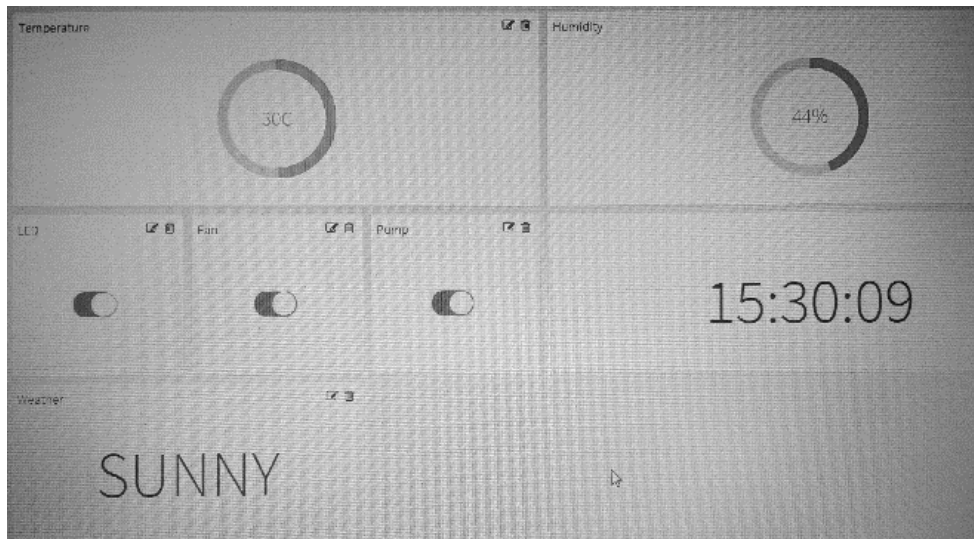 Temperature
Humidity
30C
44%
LED
Fan
Pump
15:30:09
Weather
SUNNY